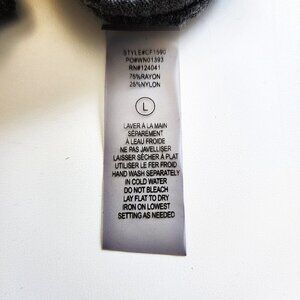 STYLE#CF1590
PO#WN01393
RN#124041
75%RAYON
25%NYLON
L
LAVER À LA MAIN
SÉPAREMENT
À L'EAU FROIDE
NE PAS JAVELLISER
LAISSER SÉCHER À PLAT
UTILISER LE FER FROID
HAND WASH SEPARATELY
IN COLD WATER
DO NOT BLEACH
LAY FLAT TO DRY
IRON ON LOWEST
SETTING AS NEEDED